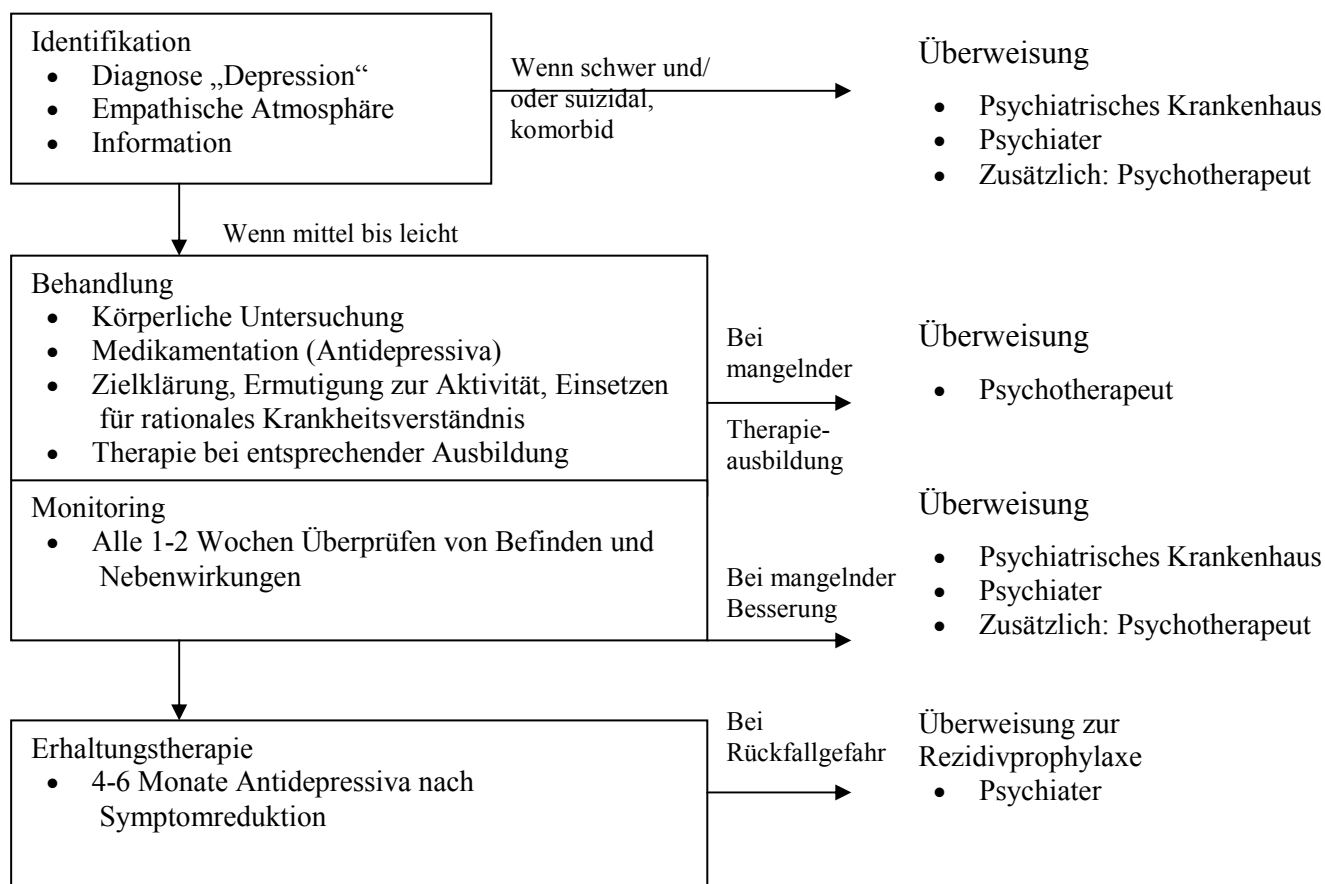 Identifikation
• Diagnose „Depression“
• Empathische Atmosphäre
• Information
Wenn schwer und/
oder suizidal,
komorbid
Überweisung
• Psychiatrisches Krankenhaus
• Psychiater
• Zusätzlich: Psychotherapeut
Wenn mittel bis leicht
Behandlung
• Körperliche Untersuchung
• Medikamentation (Antidepressiva)
• Zielklärung, Ermutigung zur Aktivität, Einsetzen
für rationales Krankheitsverständnis
• Therapie bei entsprechender Ausbildung
Bei
mangelnder
Therapie-
ausbildung
Überweisung
• Psychotherapeut
Monitoring
• Alle 1-2 Wochen Überprüfen von Befinden und
Nebenwirkungen
Bei mangelnder
Besserung
Überweisung
• Psychiatrisches Krankenhaus
• Psychiater
• Zusätzlich: Psychotherapeut
Erhaltungstherapie
• 4-6 Monate Antidepressiva nach
Symptomreduktion
Bei
Rückfallgefahr
Überweisung zur
Rezidivprophylaxe
• Psychiater